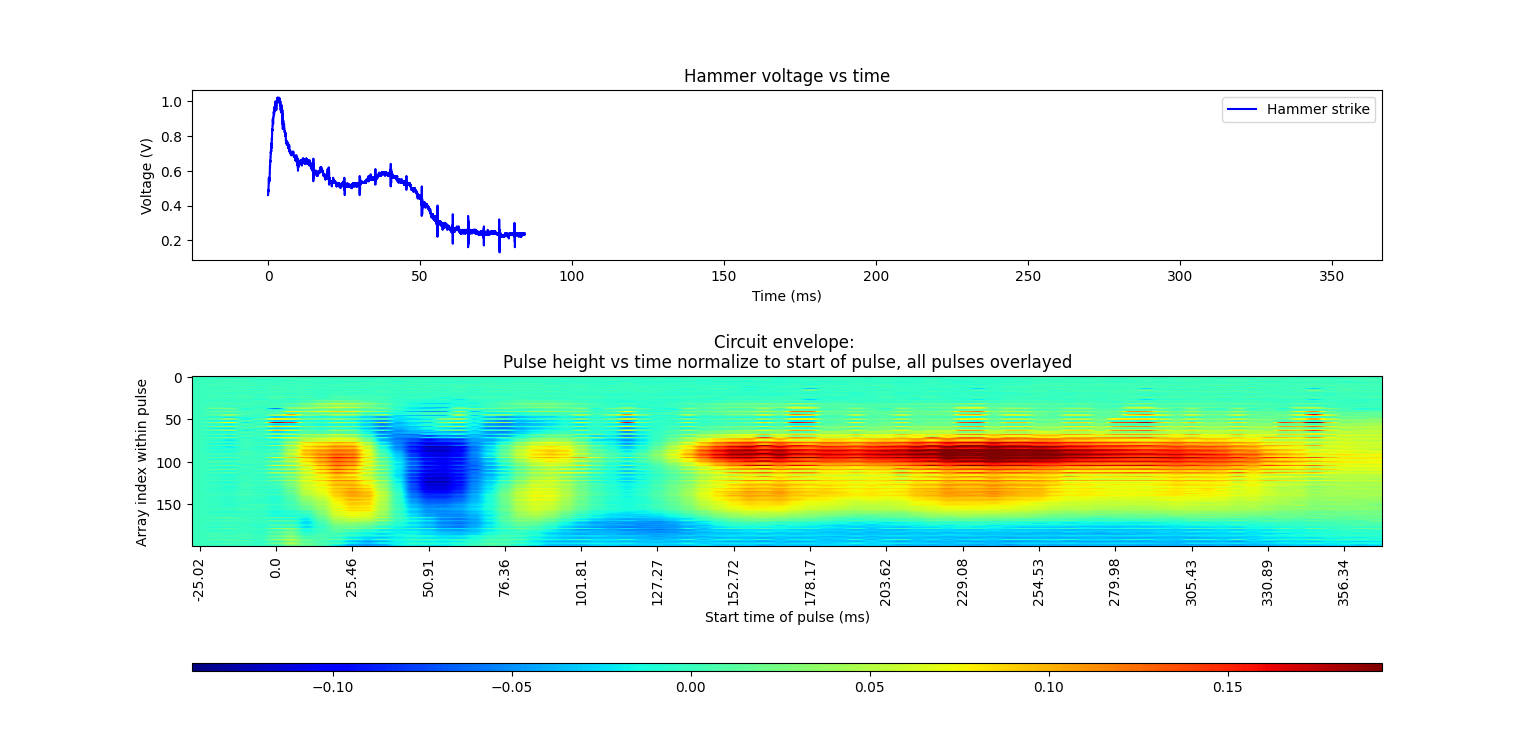 Hammer voltage vs time
Hammer strike
Voltage (V)
1.0
0.8
0.6
0.4
0.2
0 50 100 150 200 250 300 350
Time (ms)
Circuit envelope:
Pulse height vs time normalize to start of pulse, all pulses overlayed
Array index within pulse
0
50
100
150
-25.02 0.0 25.46 50.91 76.36 101.81 127.27 152.72 178.17 203.62 229.08 254.53 279.98 305.43 330.89 356.34
Start time of pulse (ms)
−0.10 −0.05 0.00 0.05 0.10 0.15